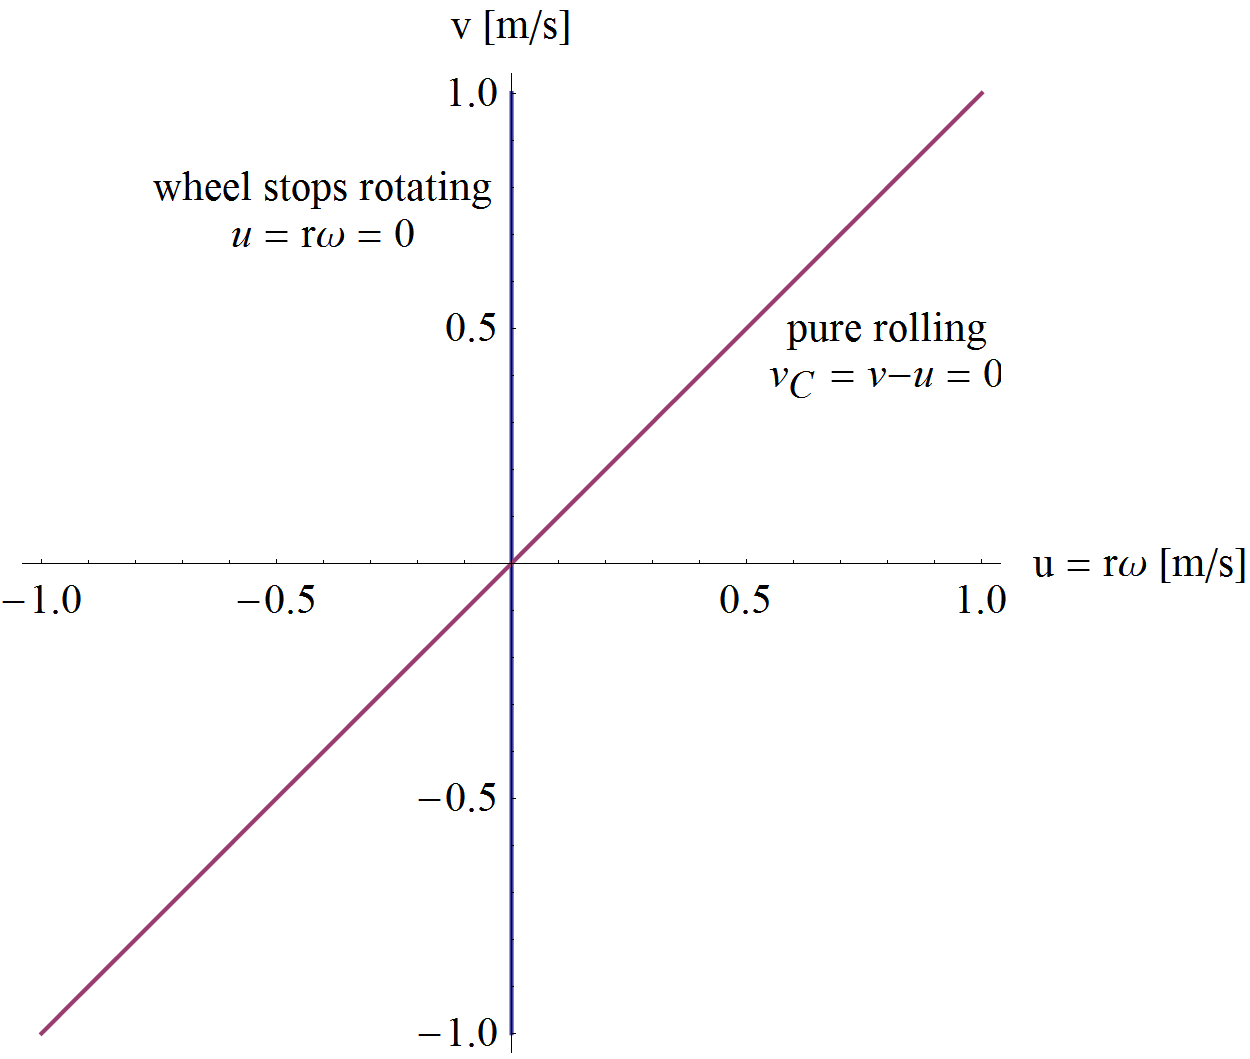 v [m/s]
1.0
wheel stops rotating
u = rω = 0
0.5
pure rolling
v_C = v−u = 0
u = rω [m/s]
−1.0
−0.5
0.5
1.0
−0.5
−1.0